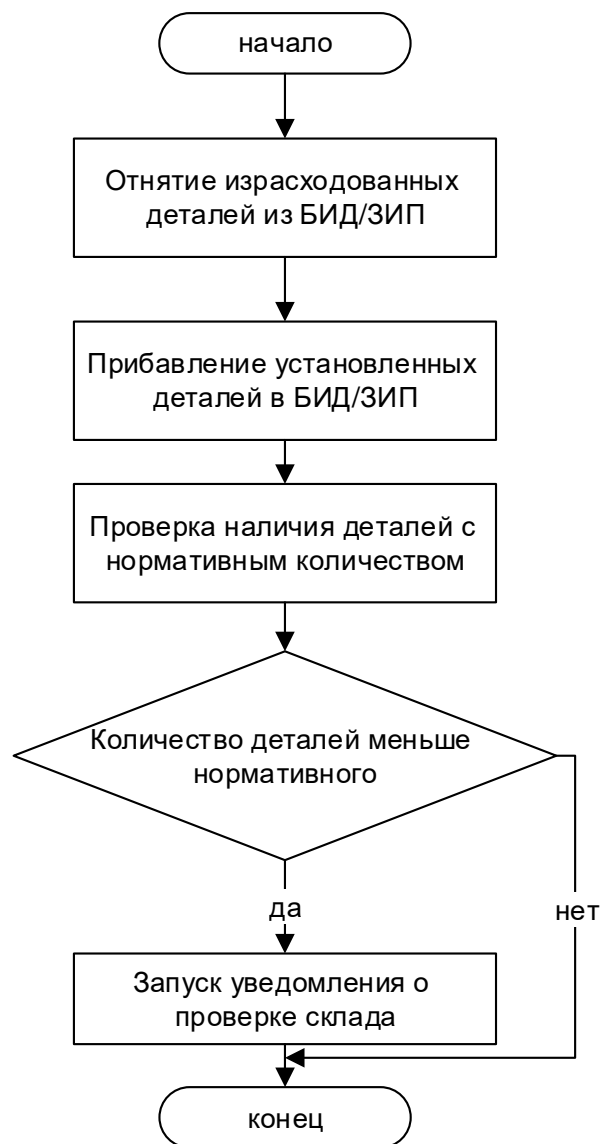 начало
Отнятие израсходованных
деталей из БИД/ЗИП
Прибавление установленных
деталей в БИД/ЗИП
Проверка наличия деталей с
нормативным количеством
Количество деталей меньше
нормативного
да
нет
Запуск уведомления о
проверке склада
конец